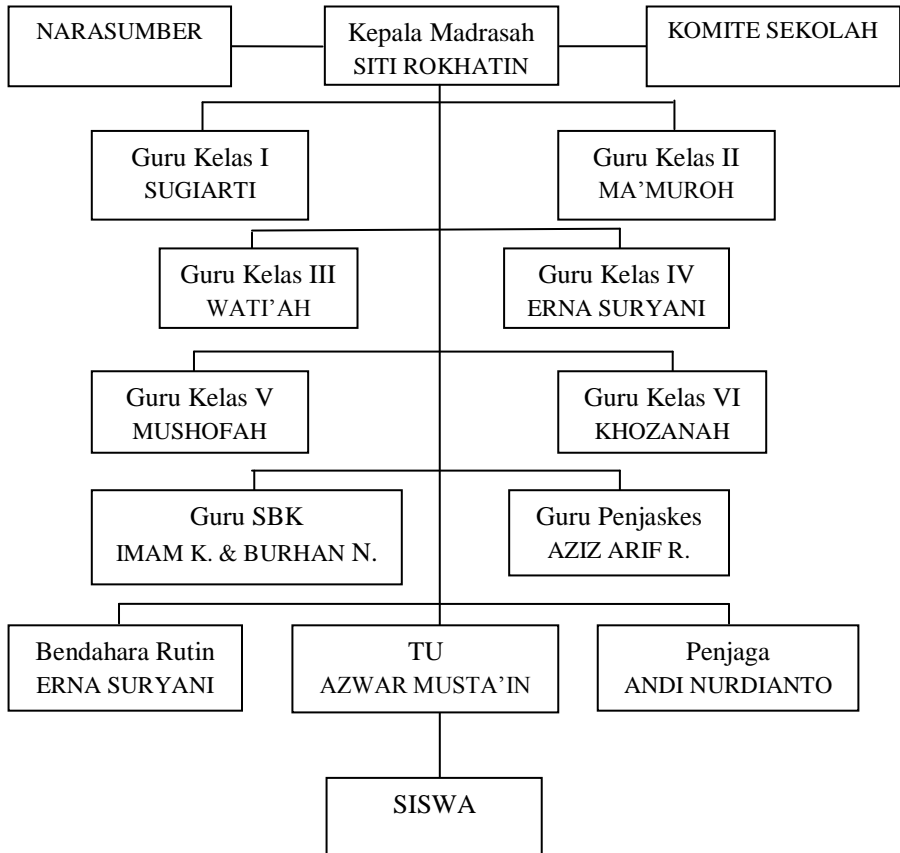 NARASUMBER
Kepala Madrasah
SITI ROKHATIN
KOMITE SEKOLAH
Guru Kelas I
SUGIARTI
Guru Kelas II
MA’MUROH
Guru Kelas III
WATI’AH
Guru Kelas IV
ERNA SURYANI
Guru Kelas V
MUSHOFAH
Guru Kelas VI
KHOZANAH
Guru SBK
IMAM K. & BURHAN N.
Guru Penjaskes
AZIZ ARIF R.
Bendahara Rutin
ERNA SURYANI
TU
AZWAR MUSTA’IN
Penjaga
ANDI NURDIANTO
SISWA